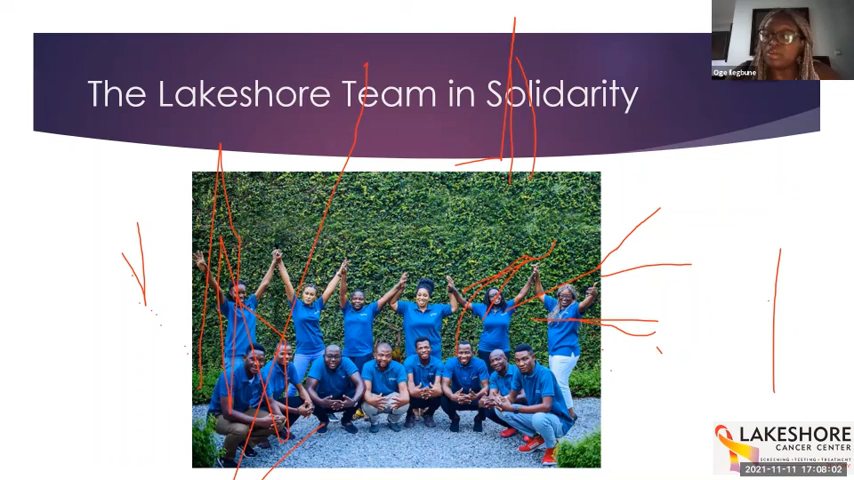 The Lakeshore Team in Solidarity
Oge Ilegbune
LAKESHORE
CANCER CENTER
SCREENING • TESTING • TREATMENT
2021-11-11 17:08:02